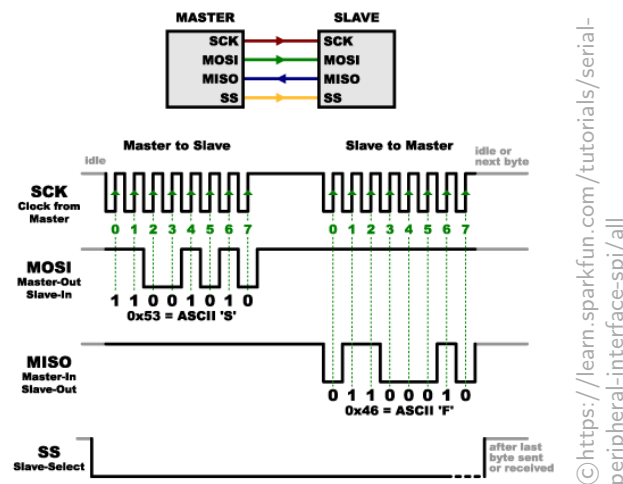 MASTER
SLAVE
SCK
SCK
MOSI
MOSI
MISO
MISO
SS
SS
Master to Slave
Slave to Master
idle
idle or
next byte
SCK
Clock from
Master
0 1 2 3 4 5 6 7
0 1 2 3 4 5 6 7
MOSI
Master-Out
Slave-In
1 1 0 0 1 0 1 0
0x53 = ASCII 'S'
MISO
Master-In
Slave-Out
0 1 1 0 0 0 1 0
0x46 = ASCII 'F'
SS
Slave-Select
after last
byte sent
or received
©https://learn.sparkfun.com/tutorials/serial-
peripheral-interface-spi/all